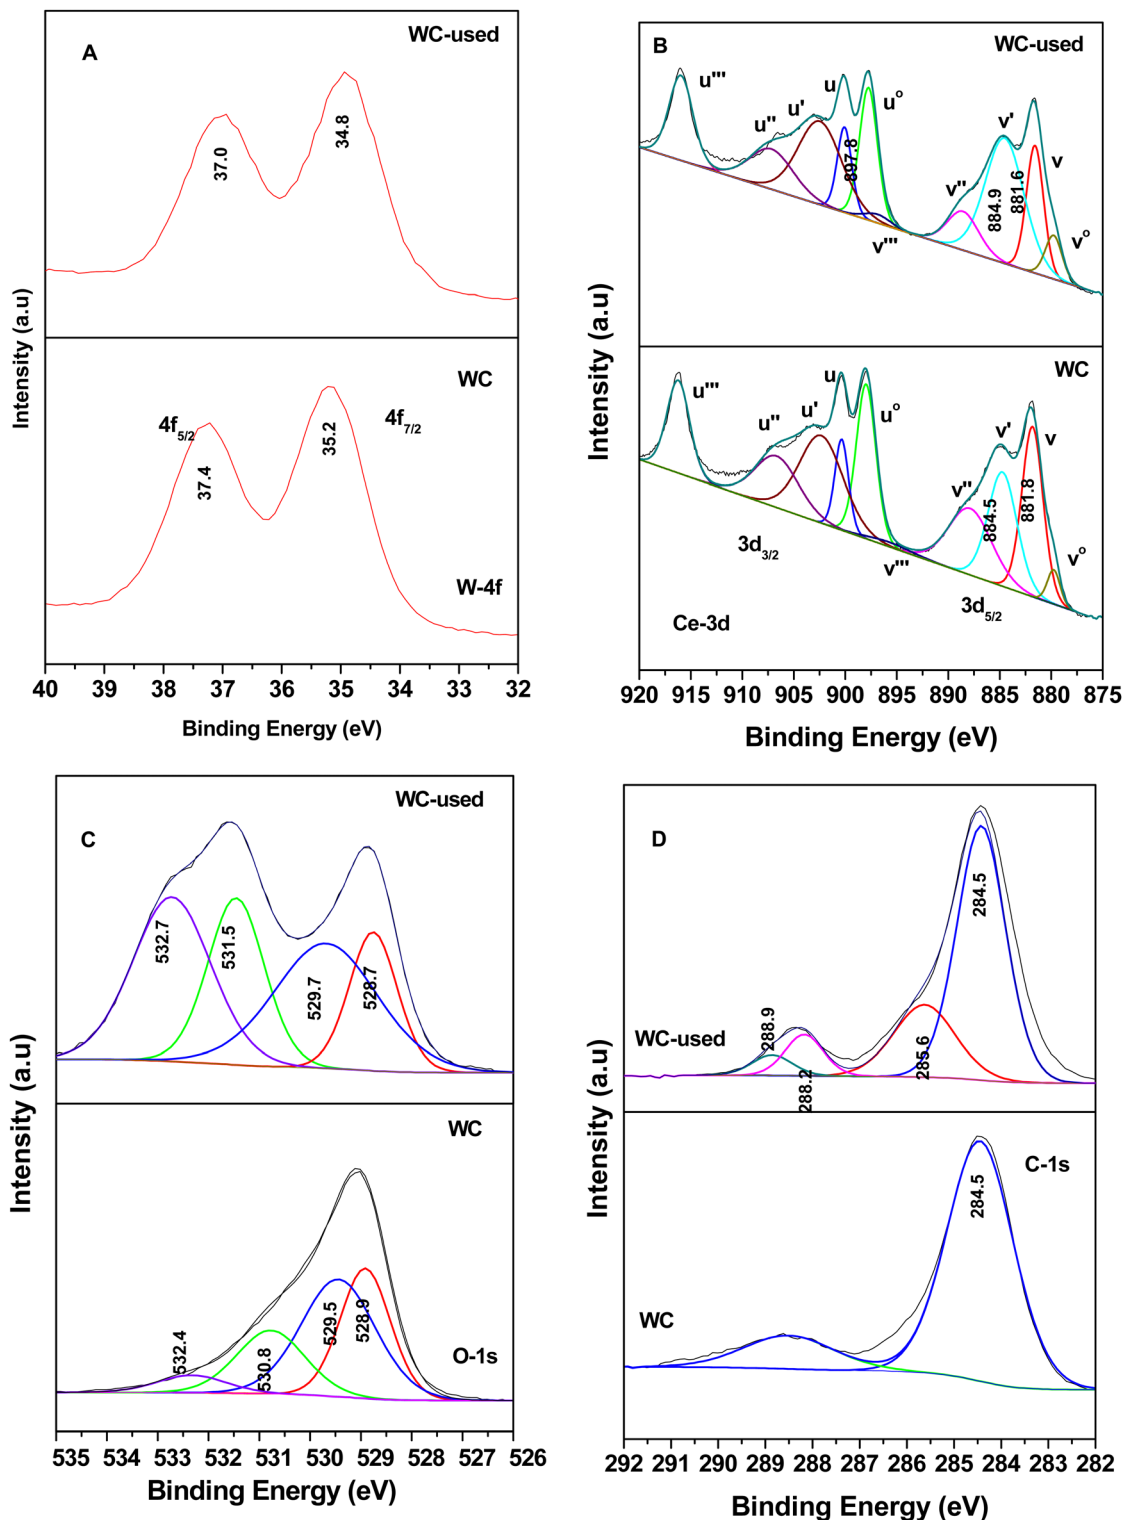 A
WC-used
37.0
34.8
WC
4f5/2
4f7/2
37.4
35.2
W-4f
40 39 38 37 36 35 34 33 32
Binding Energy (eV)
Intensity (a.u)
B
WC-used
u'''
u''
u'
u
u°
897.8
v'''
v''
v'
884.9
881.6
v
v°
WC
u'''
u''
u'
u
u°
3d3/2
v'''
v''
v'
884.5
881.8
v
v°
3d5/2
Ce-3d
920 915 910 905 900 895 890 885 880 875
Binding Energy (eV)
Intensity (a.u)
C
WC-used
532.7
531.5
529.7
528.7
WC
532.4
530.8
529.5
528.9
O-1s
535 534 533 532 531 530 529 528 527 526
Binding Energy (eV)
Intensity (a.u)
D
284.5
WC-used
288.9
288.2
285.6
C-1s
284.5
WC
292 291 290 289 288 287 286 285 284 283 282
Binding Energy (eV)
Intensity (a.u)